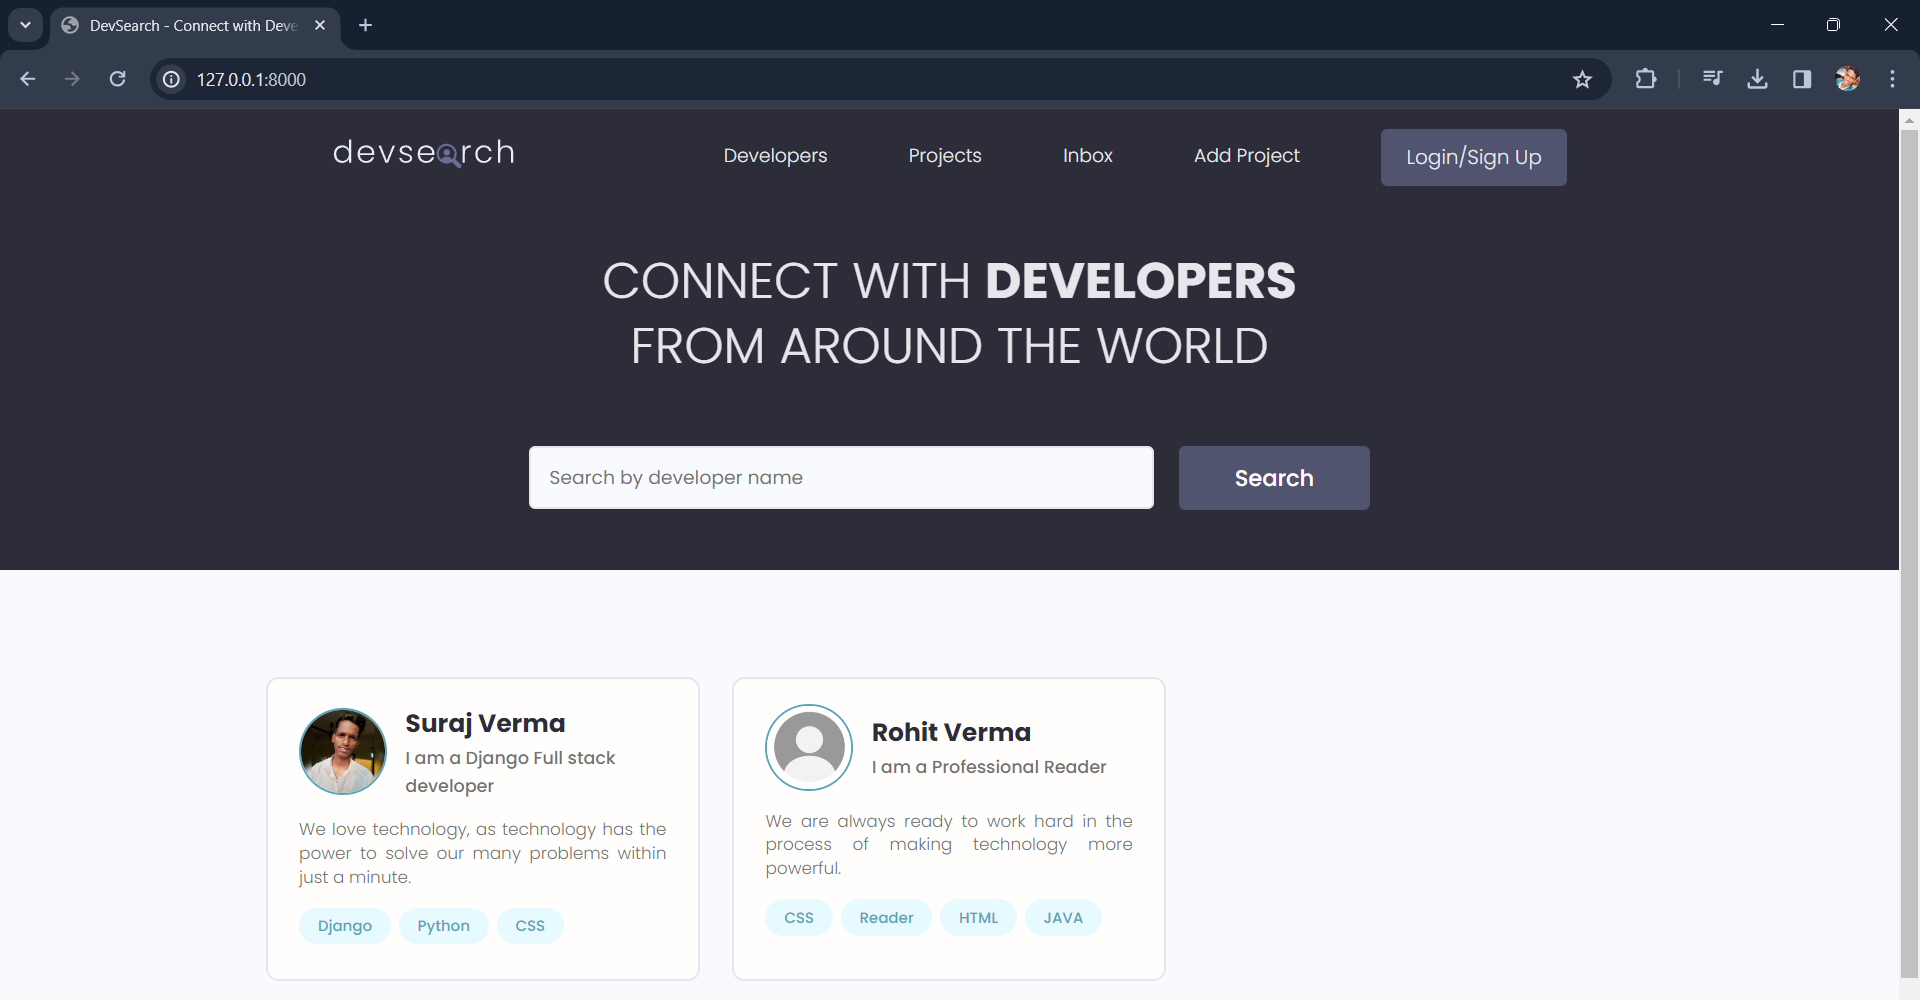 DevSearch - Connect with Deve
127.0.0.1:8000
devsearch
Developers
Projects
Inbox
Add Project
Login/Sign Up
CONNECT WITH DEVELOPERS
FROM AROUND THE WORLD
Search by developer name
Search
Suraj Verma
I am a Django Full stack
developer
We love technology, as technology has the
power to solve our many problems within
just a minute.
Django
Python
CSS
Rohit Verma
I am a Professional Reader
We are always ready to work hard in the
process of making technology more
powerful.
CSS
Reader
HTML
JAVA